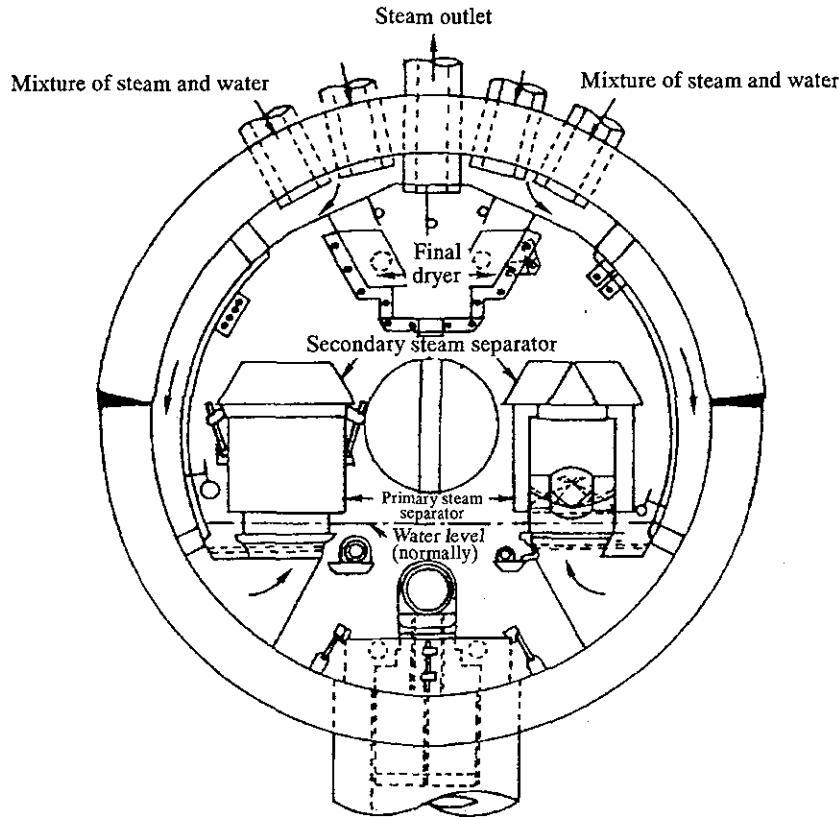 Steam outlet
Mixture of steam and water
Mixture of steam and water
Final
dryer
Secondary steam separator
Primary steam
separator
Water level
(normally)